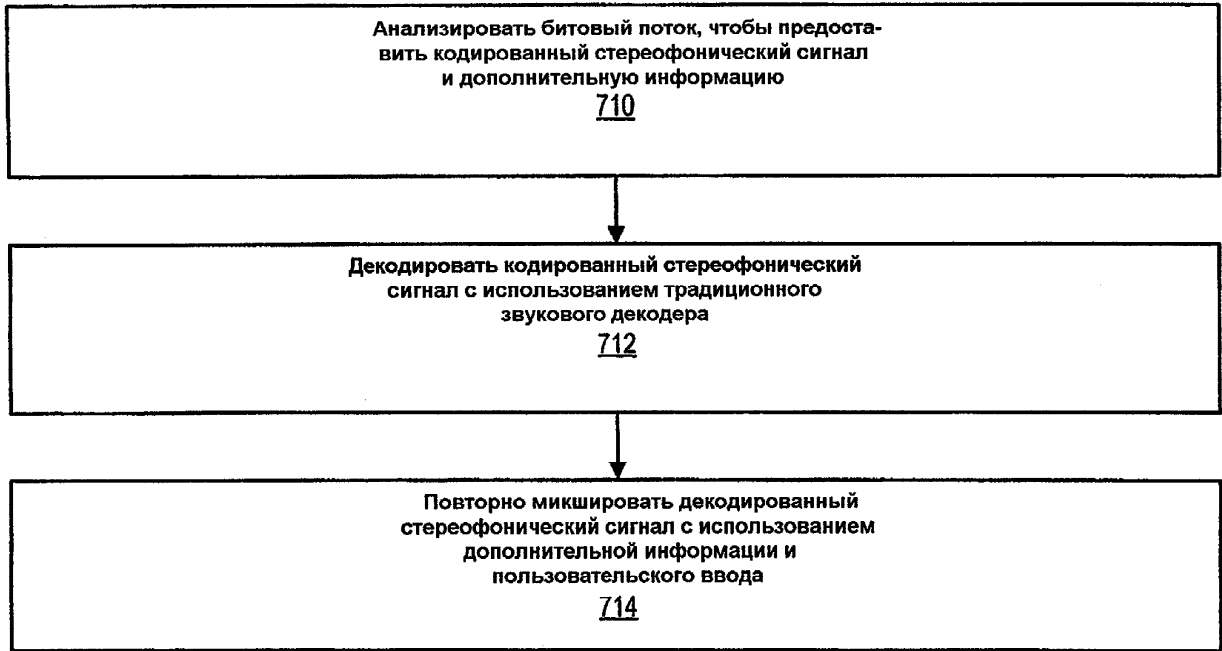 Анализировать битовый поток, чтобы предоста-
вить кодированный стереофонический сигнал
и дополнительную информацию
710
Декодировать кодированный стереофонический
сигнал с использованием традиционного
звукового декодера
712
Повторно микшировать декодированный
стереофонический сигнал с использованием
дополнительной информации и
пользовательского ввода
714